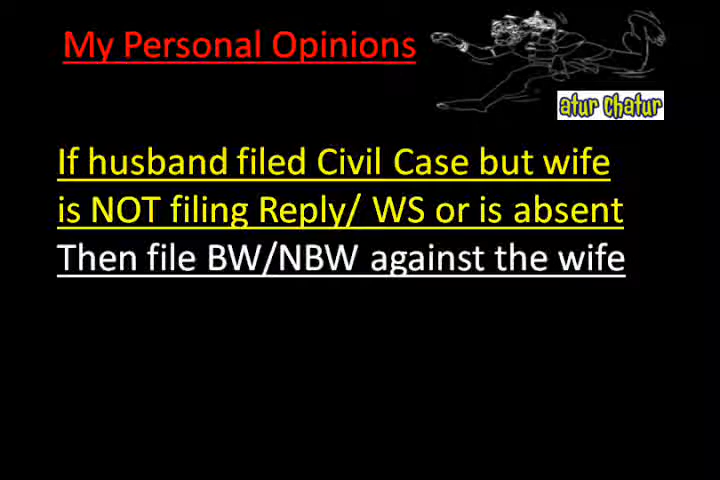 My Personal Opinions
atur chatur
If husband filed Civil Case but wife
is NOT filing Reply/ WS or is absent
Then file BW/NBW against the wife